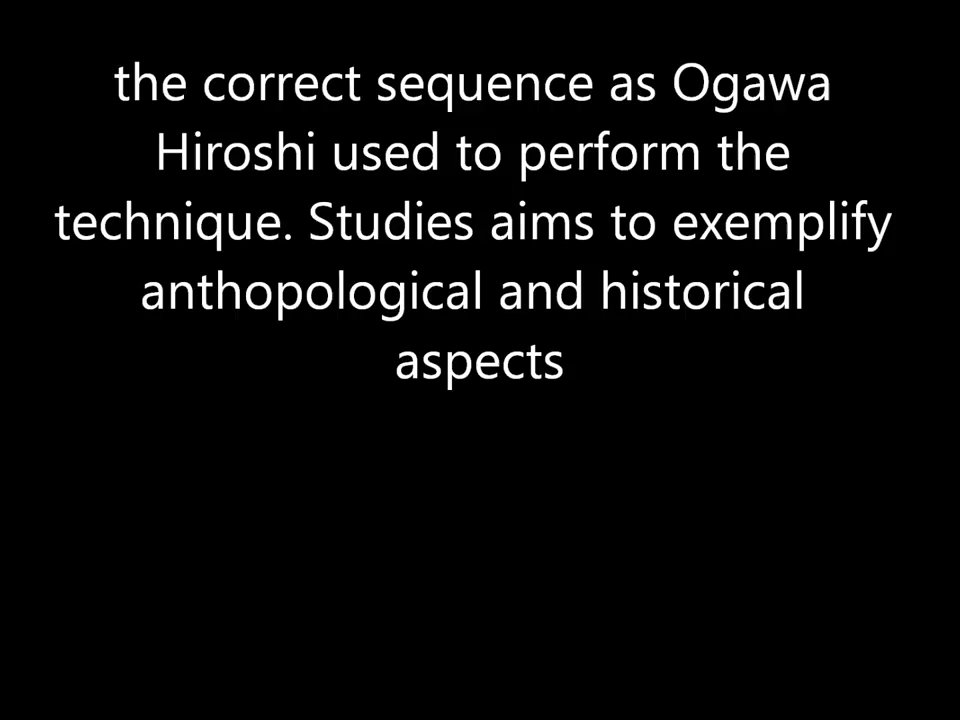 the correct sequence as Ogawa
Hiroshi used to perform the
technique. Studies aims to exemplify
anthopological and historical
aspects